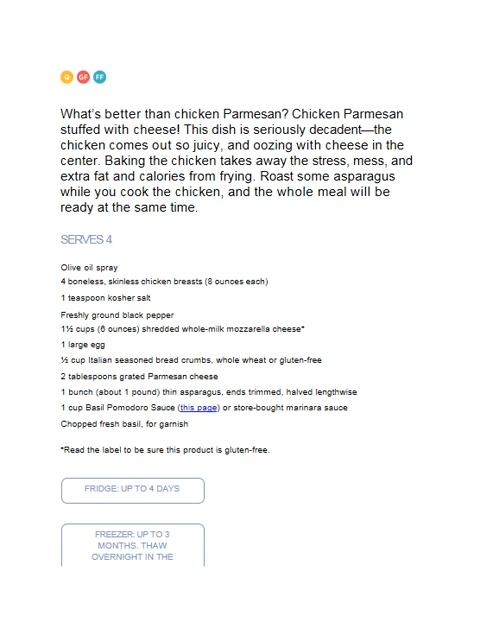 Q GF FF
What's better than chicken Parmesan? Chicken Parmesan
stuffed with cheese! This dish is seriously decadent—the
chicken comes out so juicy, and oozing with cheese in the
center. Baking the chicken takes away the stress, mess, and
extra fat and calories from frying. Roast some asparagus
while you cook the chicken, and the whole meal will be
ready at the same time.
SERVES 4
Olive oil spray
4 boneless, skinless chicken breasts (8 ounces each)
1 teaspoon kosher salt
Freshly ground black pepper
1½ cups (6 ounces) shredded whole-milk mozzarella cheese*
1 large egg
½ cup Italian seasoned bread crumbs, whole wheat or gluten-free
2 tablespoons grated Parmesan cheese
1 bunch (about 1 pound) thin asparagus, ends trimmed, halved lengthwise
1 cup Basil Pomodoro Sauce (this page) or store-bought marinara sauce
Chopped fresh basil, for garnish
*Read the label to be sure this product is gluten-free.
FRIDGE: UP TO 4 DAYS
FREEZER: UP TO 3
MONTHS. THAW
OVERNIGHT IN THE